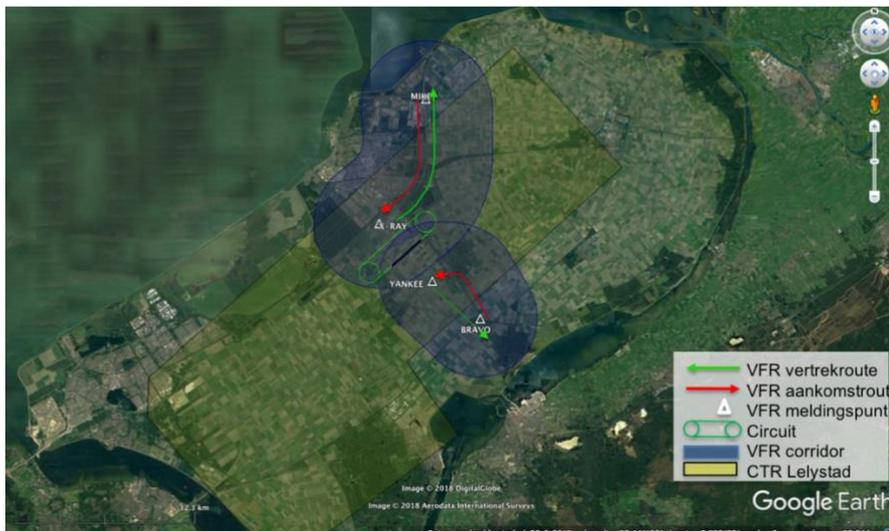 MIKE
X-RAY
YANKEE
BRAVO
VFR vertrekroute
VFR aankomstrout
VFR meldingspunt
Circuit
VFR corridor
CTR Lelystad
12.3 km
Image © 2018 DigitalGlobe
Image © 2018 Aerodata International Surveys
Google Earth